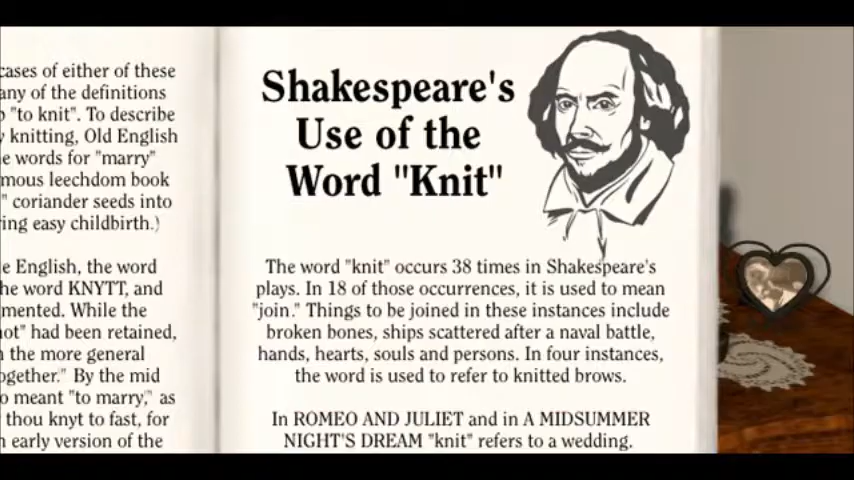 cases of either of these
any of the definitions
"to knit". To describe
knitting, Old English
words for "marry"
leechdom book
" coriander seeds into
easy childbirth.)
English, the word
the word KNYTT, and
While the
had been retained,
the more general
By the mid
meant "to marry," as
thou knyt to fast, for
early version of the
Shakespeare's
Use of the
Word "Knit"
The word "knit" occurs 38 times in Shakespeare's
plays. In 18 of those occurrences, it is used to mean
"join." Things to be joined in these instances include
broken bones, ships scattered after a naval battle,
hands, hearts, souls and persons. In four instances,
the word is used to refer to knitted brows.
In ROMEO AND JULIET and in A MIDSUMMER
NIGHT'S DREAM "knit" refers to a wedding.